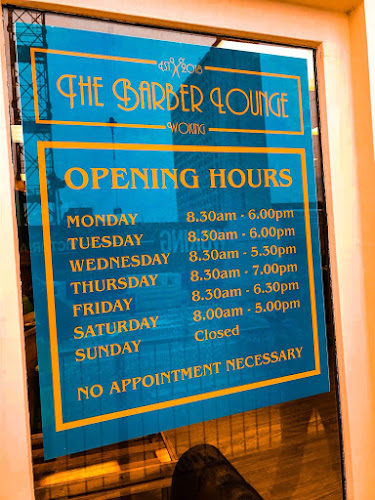 EST 2018
THE BARBER LOUNGE
WOKING
OPENING HOURS
MONDAY 8.30am - 6.00pm
TUESDAY 8.30am - 6.00pm
WEDNESDAY 8.30am - 5.30pm
THURSDAY 8.30am - 7.00pm
FRIDAY 8.30am - 6.30pm
SATURDAY 8.00am - 5.00pm
SUNDAY Closed
NO APPOINTMENT NECESSARY